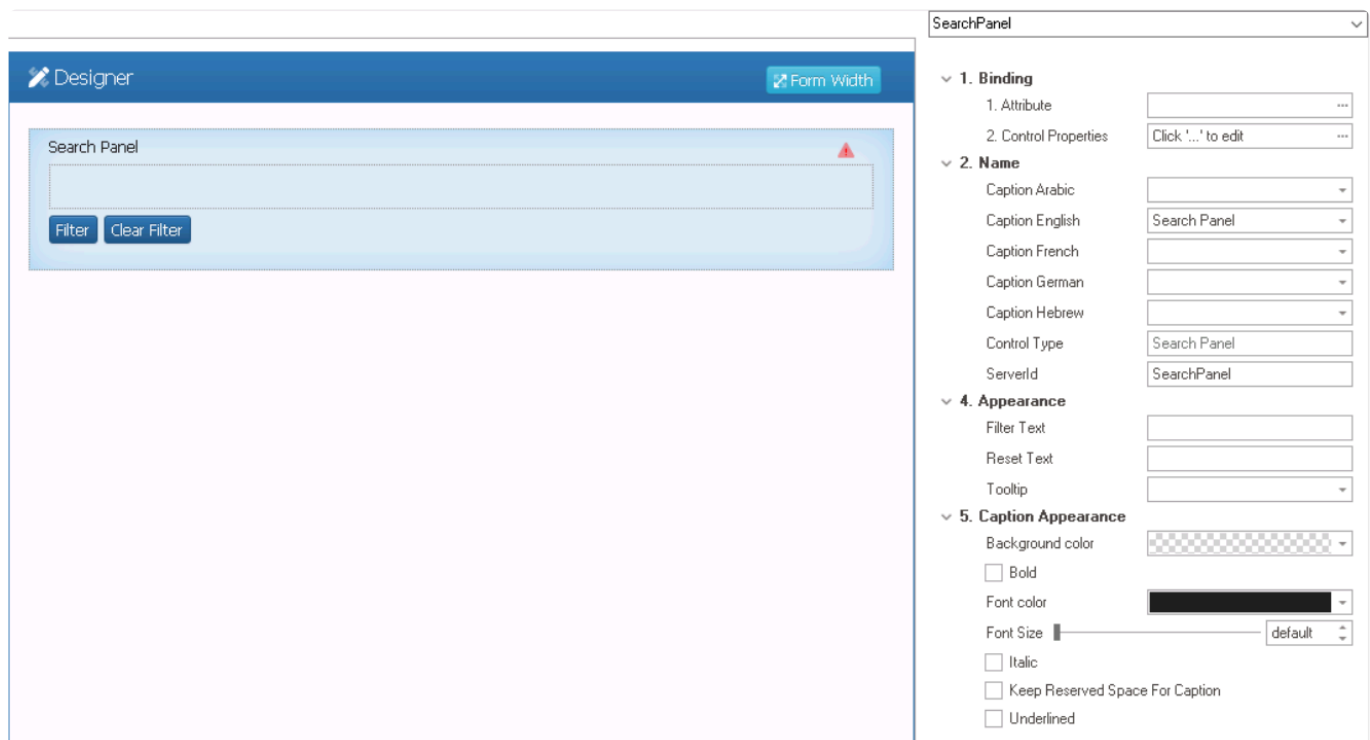 SearchPanel
Designer
Form Width
Search Panel
Filter
Clear Filter
1. Binding
1. Attribute
...
2. Control Properties
Click '...' to edit
...
2. Name
Caption Arabic
Caption English
Search Panel
Caption French
Caption German
Caption Hebrew
Control Type
Search Panel
ServerId
SearchPanel
4. Appearance
Filter Text
Reset Text
Tooltip
5. Caption Appearance
Background color
Bold
Font color
Font Size
default
Italic
Keep Reserved Space For Caption
Underlined